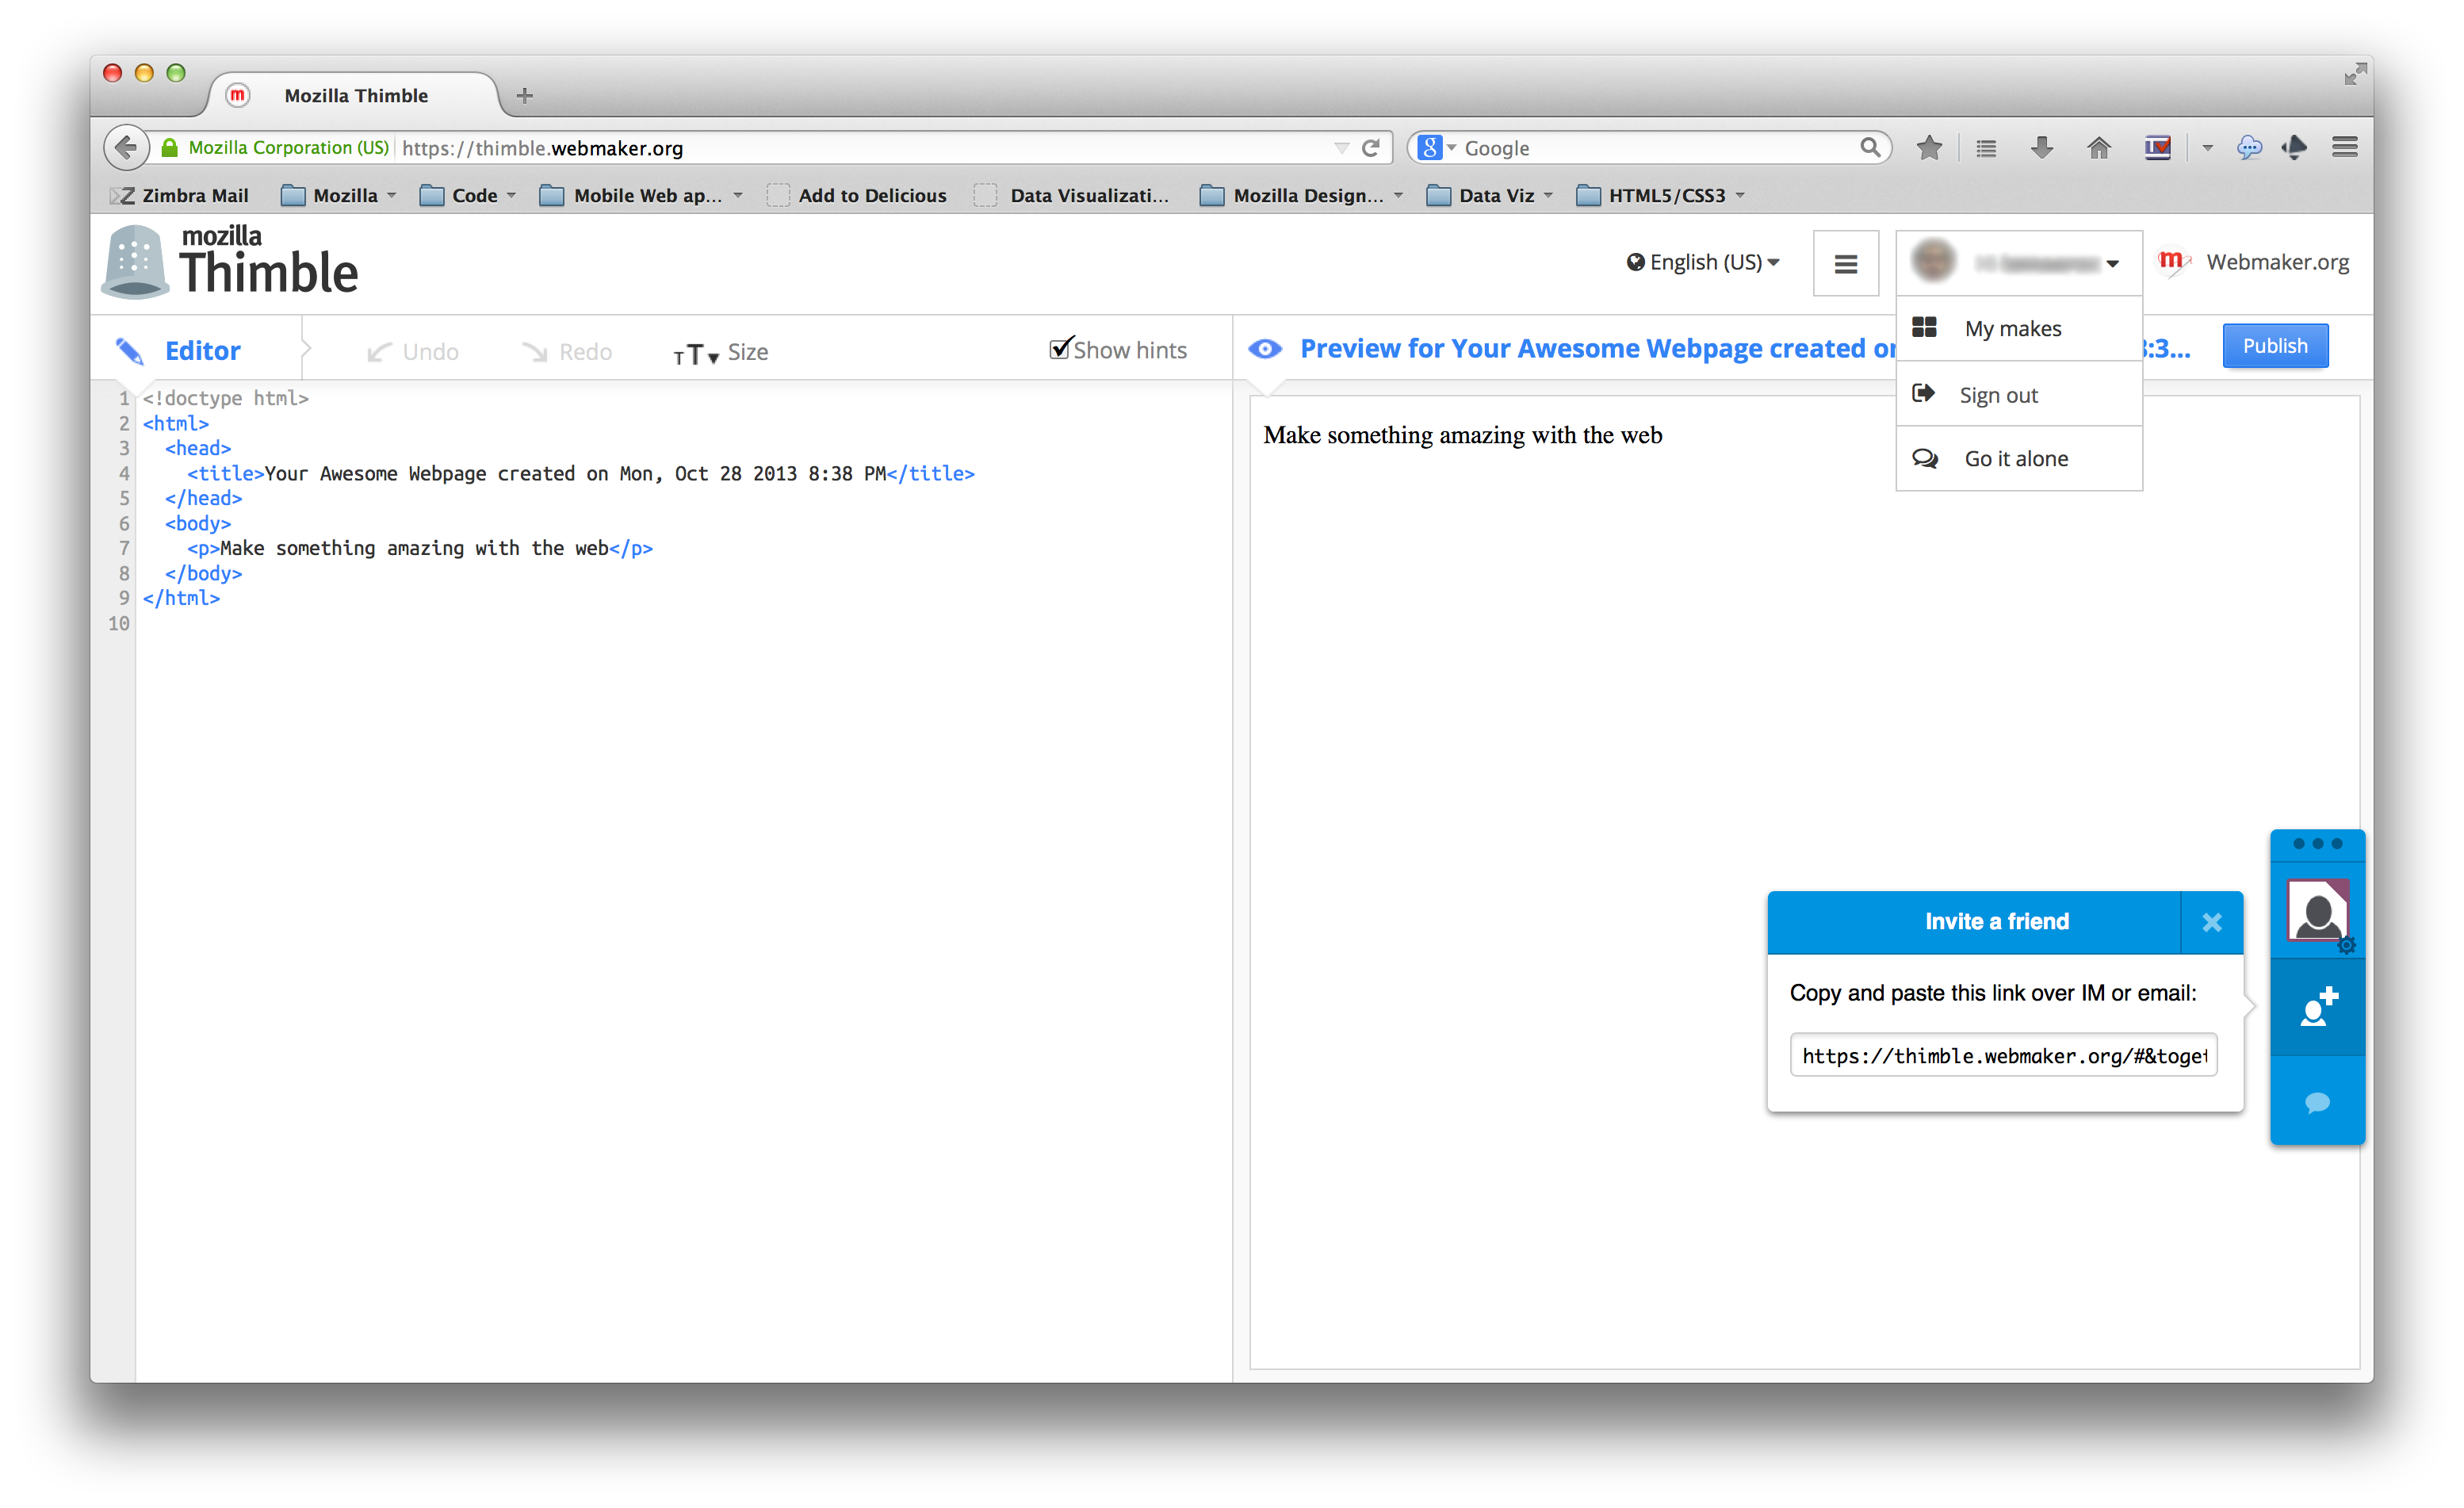 Mozilla Thimble
Mozilla Corporation (US) https://thimble.webmaker.org
Google
Zimbra Mail Mozilla Code Mobile Web ap... Add to Delicious Data Visualizati... Mozilla Design... Data Viz HTML5/CSS3
mozilla
Thimble
English (US)
Webmaker.org
My makes
Sign out
Go it alone
Editor Undo Redo TT Size Show hints
Preview for Your Awesome Webpage created 3... Publish
1 <!doctype html>
2 <html>
3 <head>
4 <title>Your Awesome Webpage created on Mon, Oct 28 2013 8:38 PM</title>
5 </head>
6 <body>
7 <p>Make something amazing with the web</p>
8 </body>
9 </html>
10
Make something amazing with the web
Invite a friend
Copy and paste this link over IM or email:
https://thimble.webmaker.org/#&toget